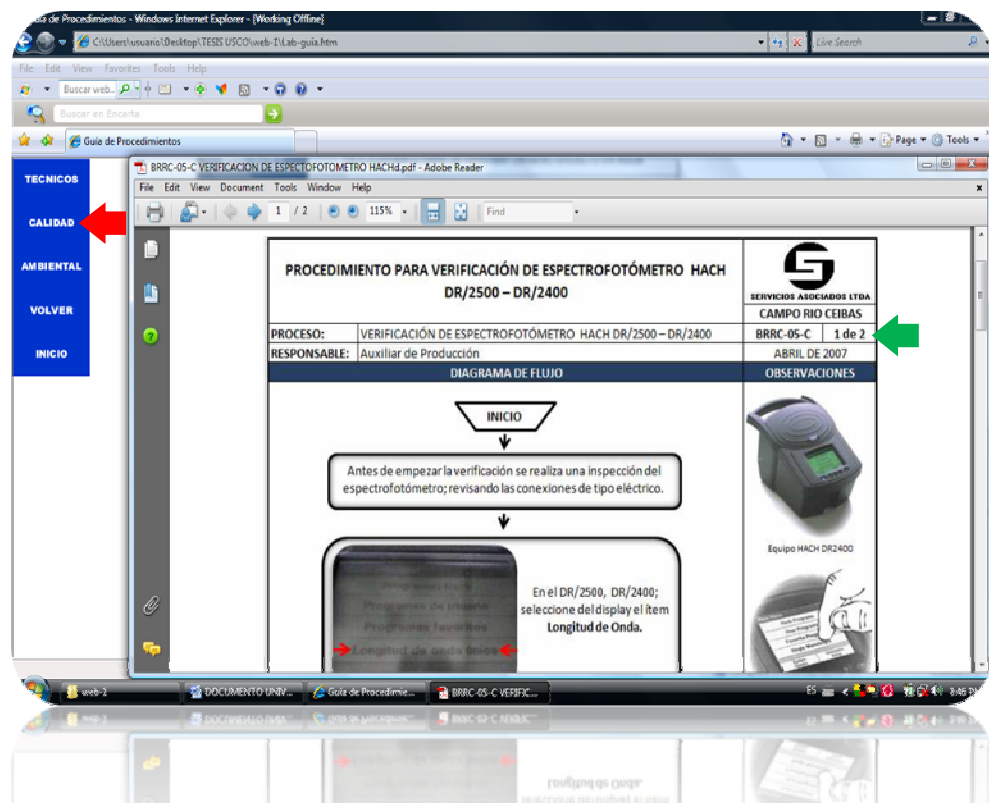 ia de Procedimientos - Windows Internet Explorer - [Working Offline]
C:\Users\usuario\Desktop\TESIS USCO\web-1\Lab-guia.htm
Live Search
File Edit View Favorites Tools Help
Buscar web...
Buscar en Encarta
Guía de Procedimientos
Page Tools
TECNICOS
CALIDAD
AMBIENTAL
VOLVER
INICIO
BRRC-05-C VERIFICACION DE ESPECTOFOTOMETRO HACHd.pdf - Adobe Reader
File Edit View Document Tools Window Help
1 / 2 115% Find
PROCEDIMIENTO PARA VERIFICACIÓN DE ESPECTROFOTÓMETRO HACH
DR/2500 – DR/2400
SERVICIOS ASOCIADOS LTDA
CAMPO RIO CEIBAS
PROCESO: VERIFICACIÓN DE ESPECTROFOTÓMETRO HACH DR/2500 – DR/2400 BRRC-05-C 1 de 2
RESPONSABLE: Auxiliar de Producción ABRIL DE 2007
DIAGRAMA DE FLUJO OBSERVACIONES
INICIO
Antes de empezar la verificación se realiza una inspección del
espectrofotómetro; revisando las conexiones de tipo eléctrico.
Equipo HACH DR2400
En el DR/2500, DR/2400;
seleccione del display el ítem
Longitud de Onda.
Programas de usuario
Programas favoritos
Longitud de onda única
web-1 DOCUMENTO UNIV... Guía de Procedimie... BRRC-05-C VERIFIC... ES 8:46